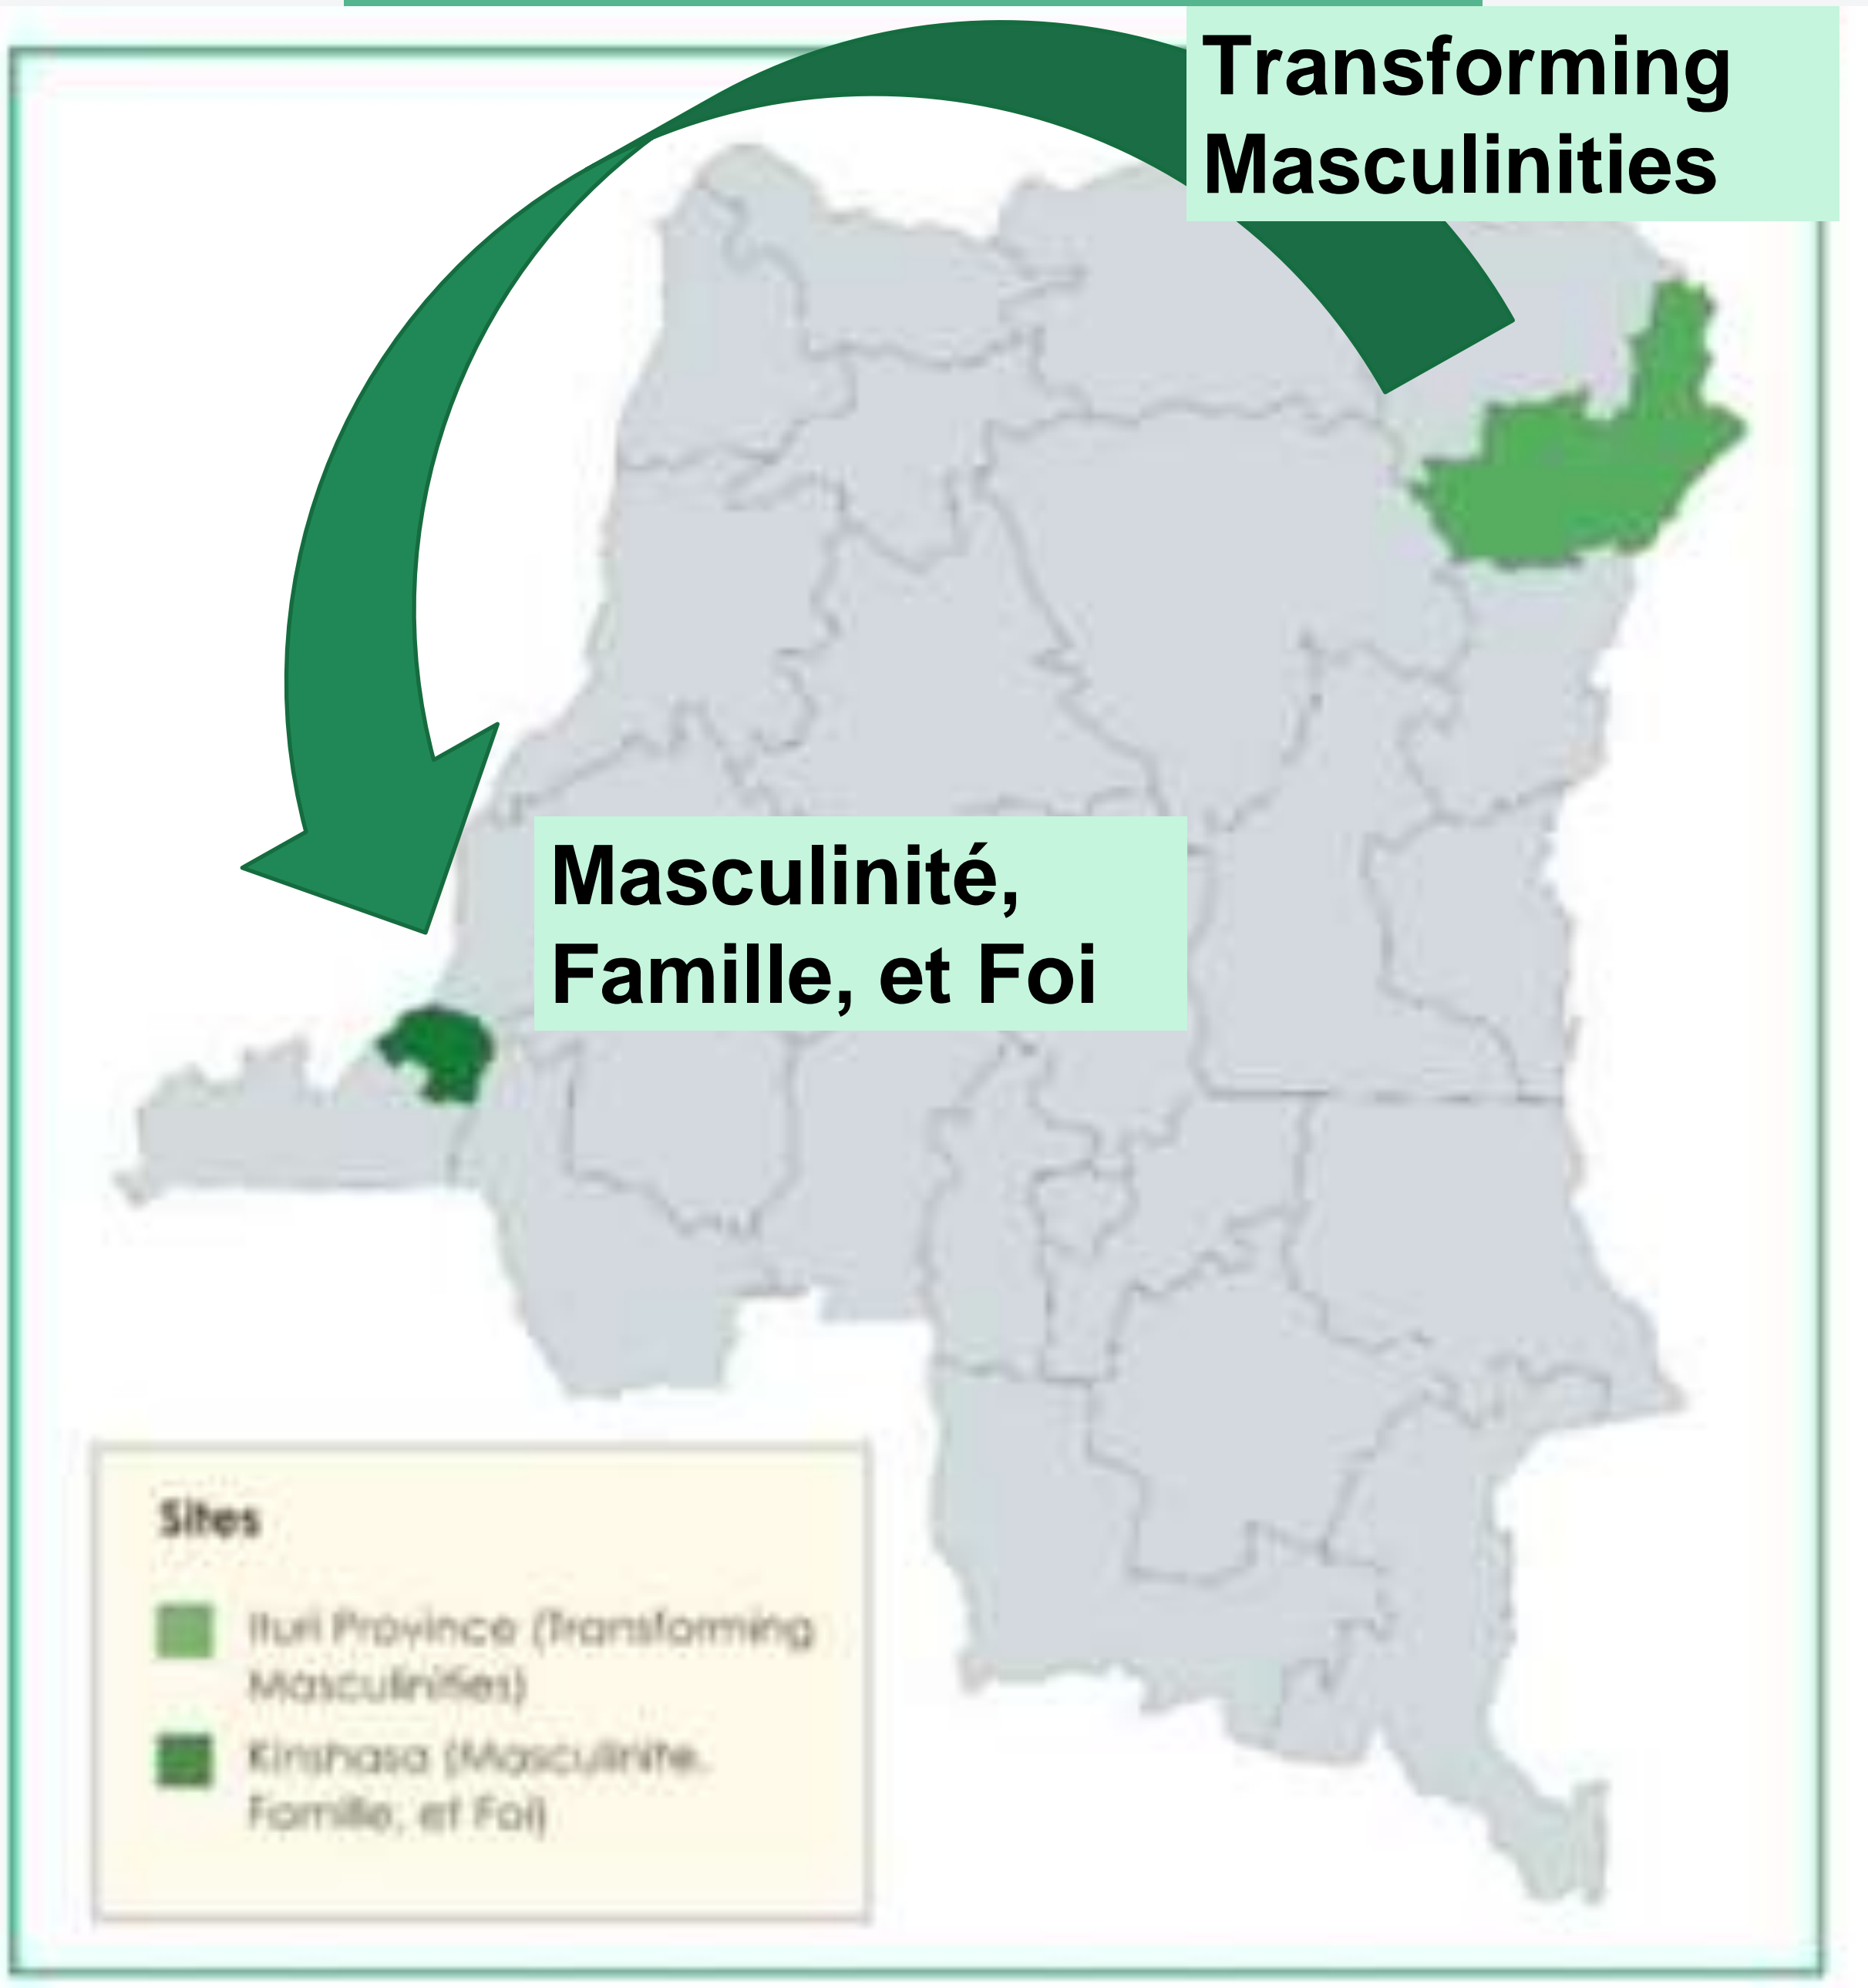 Transforming
Masculinities
Masculinité,
Famille, et Foi
Sites
Ituri Province (Transforming
Masculinities)
Kinshasa (Masculinite,
Famille, et Foi)